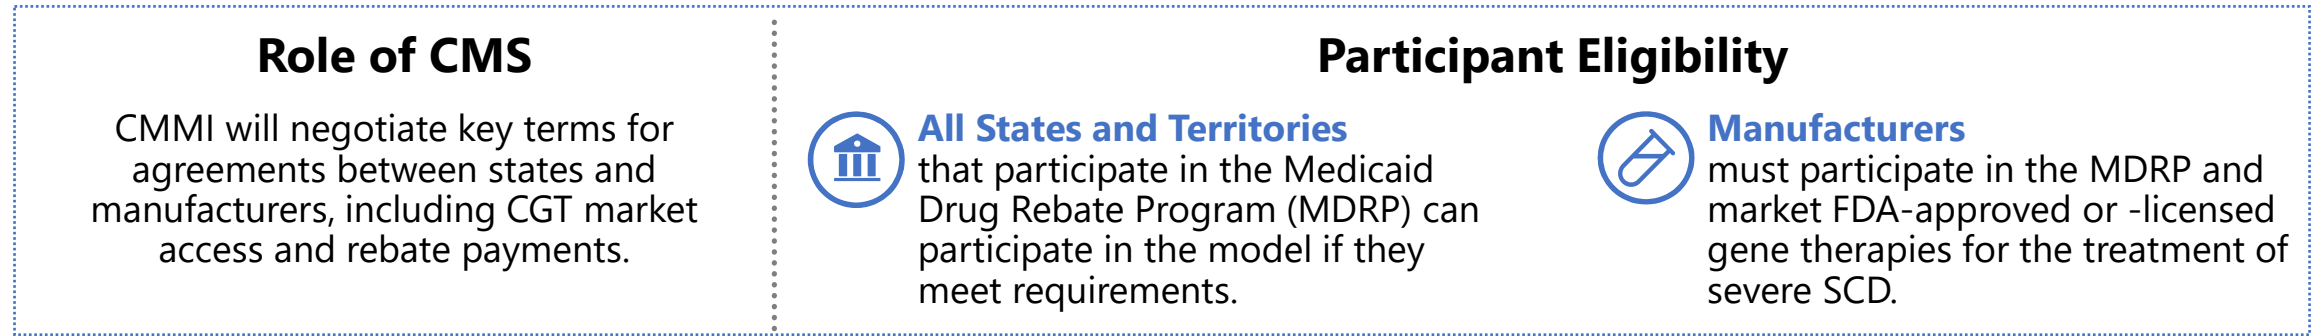 Role of CMS
CMMI will negotiate key terms for
agreements between states and
manufacturers, including CGT market
access and rebate payments.
Participant Eligibility
All States and Territories
that participate in the Medicaid
Drug Rebate Program (MDRP) can
participate in the model if they
meet requirements.
Manufacturers
must participate in the MDRP and
market FDA-approved or -licensed
gene therapies for the treatment of
severe SCD.